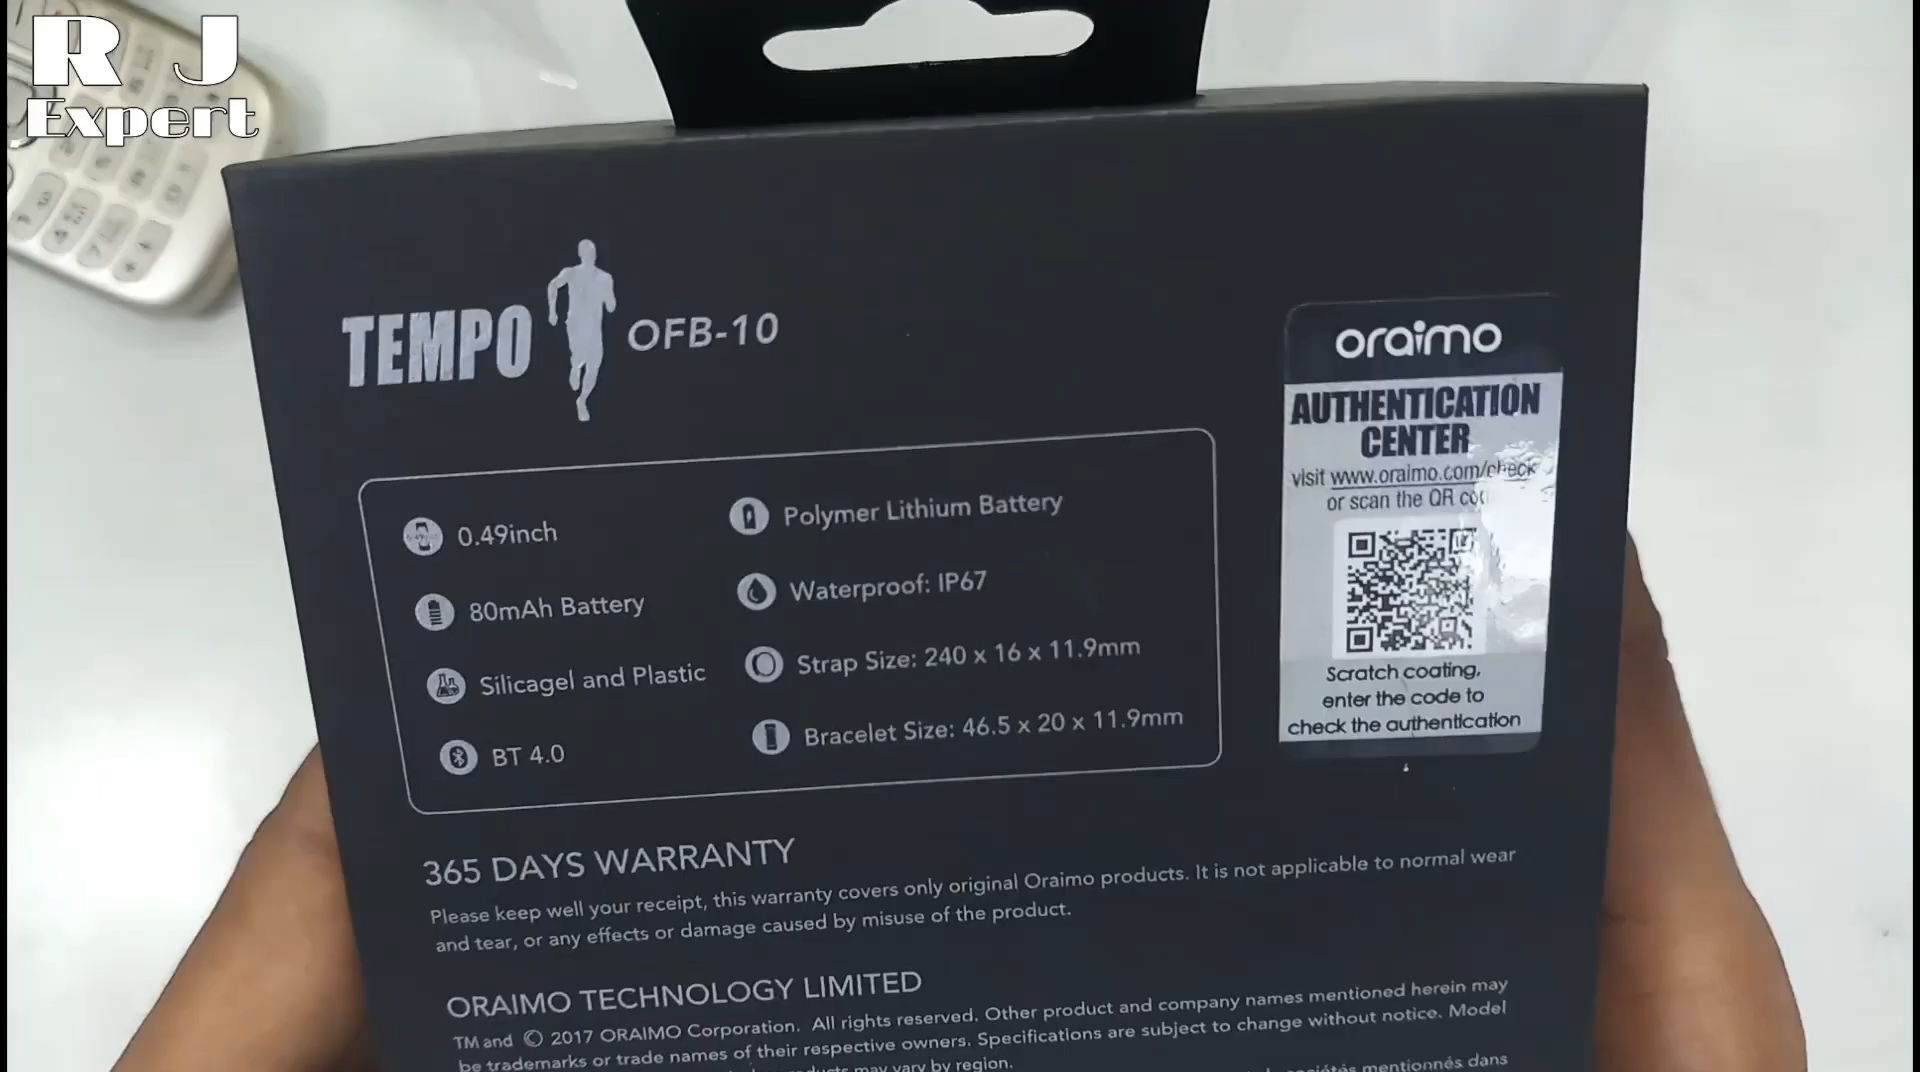 R J
Expert
TEMPO OFB-10
0.49inch
80mAh Battery
Silicagel and Plastic
BT 4.0
Polymer Lithium Battery
Waterproof: IP67
Strap Size: 240 x 16 x 11.9mm
Bracelet Size: 46.5 x 20 x 11.9mm
oraimo
AUTHENTICATION
CENTER
visit www.oraimo.com/check
or scan the QR
Scratch coating,
enter the code to
check the authentication
365 DAYS WARRANTY
Please keep well your receipt, this warranty covers only original Oraimo products. It is not applicable to normal wear
and tear, or any effects or damage caused by misuse of the product.
ORAIMO TECHNOLOGY LIMITED
TM and © 2017 ORAIMO Corporation. All rights reserved. Other product and company names mentioned herein may
be trademarks or trade names of their respective owners. Specifications are subject to change without notice. Model
may vary by region.
mentionnés dans